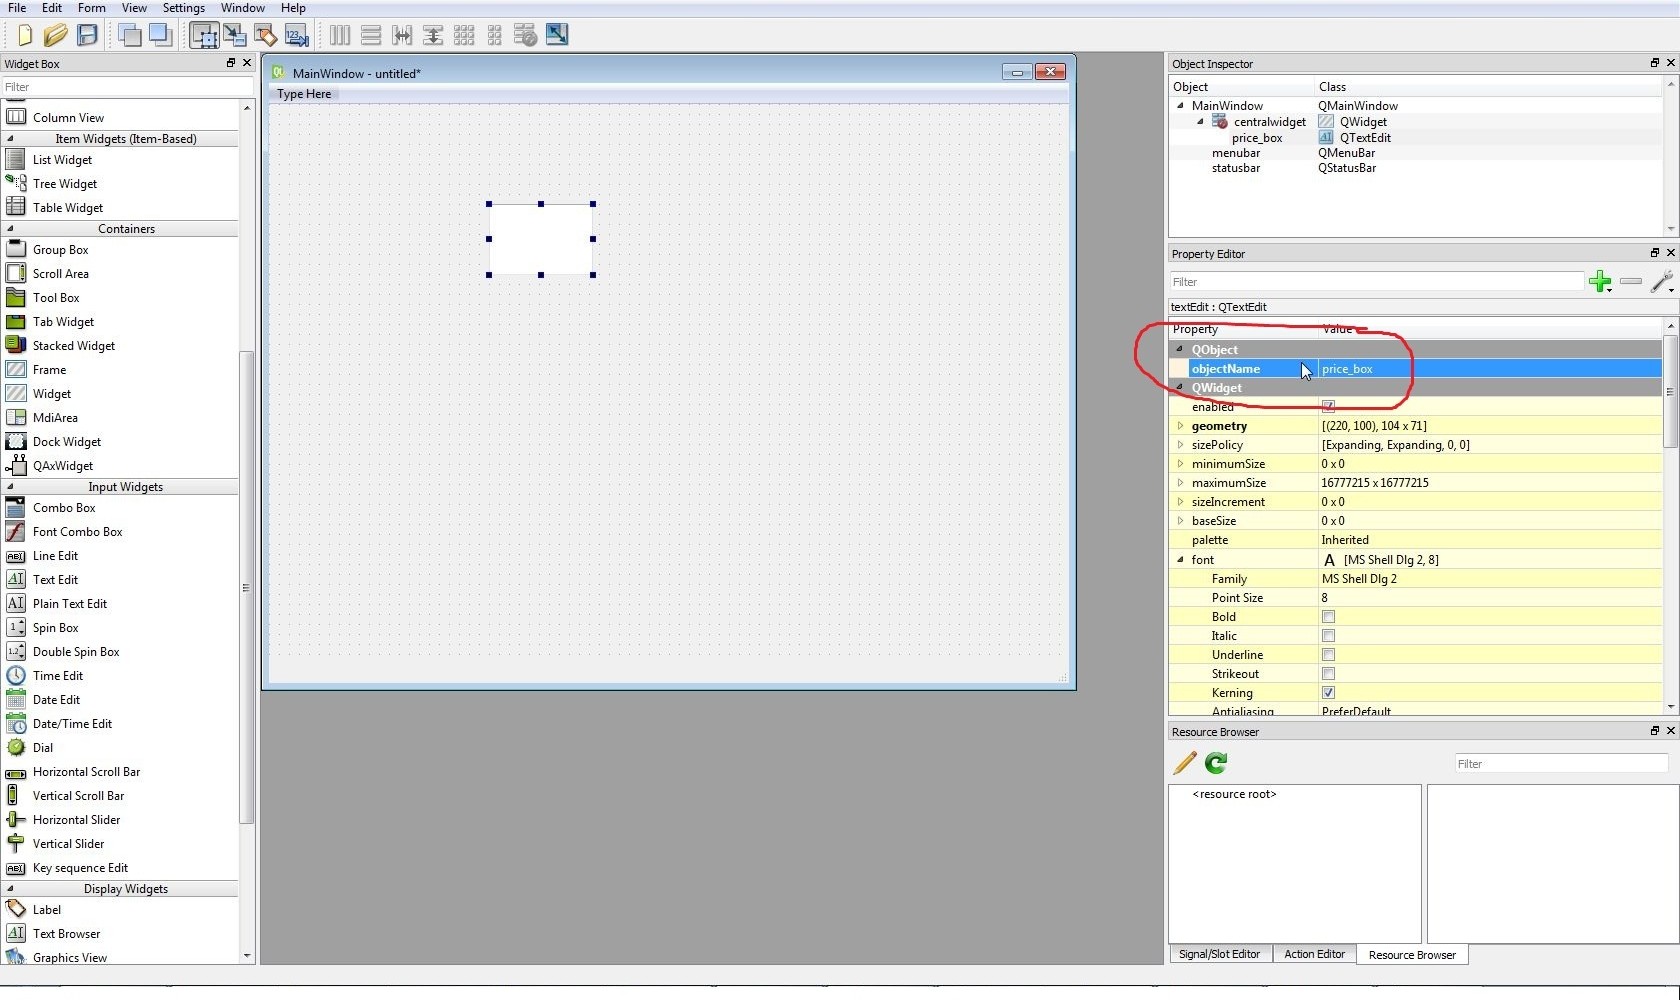 File Edit Form View Settings Window Help
Widget Box
Filter
Column View
Item Widgets (Item-Based)
List Widget
Tree Widget
Table Widget
Containers
Group Box
Scroll Area
Tool Box
Tab Widget
Stacked Widget
Frame
Widget
MdiArea
Dock Widget
QAxWidget
Input Widgets
Combo Box
Font Combo Box
Line Edit
Text Edit
Plain Text Edit
Spin Box
Double Spin Box
Time Edit
Date Edit
Date/Time Edit
Dial
Horizontal Scroll Bar
Vertical Scroll Bar
Horizontal Slider
Vertical Slider
Key sequence Edit
Display Widgets
Label
Text Browser
Graphics View
MainWindow - untitled*
Type Here
Object Inspector
Object Class
MainWindow QMainWindow
centralwidget QWidget
price_box QTextEdit
menubar QMenuBar
statusbar QStatusBar
Property Editor
Filter
textEdit : QTextEdit
Property Value
QObject
objectName price_box
QWidget
enabled
geometry [(220, 100), 104 x 71]
sizePolicy [Expanding, Expanding, 0, 0]
minimumSize 0 x 0
maximumSize 16777215 x 16777215
sizeIncrement 0 x 0
baseSize 0 x 0
palette Inherited
font A [MS Shell Dlg 2, 8]
Family MS Shell Dlg 2
Point Size 8
Bold
Italic
Underline
Strikeout
Kerning
Antialiasing PreferDefault
Resource Browser
Filter
<resource root>
Signal/Slot Editor Action Editor Resource Browser